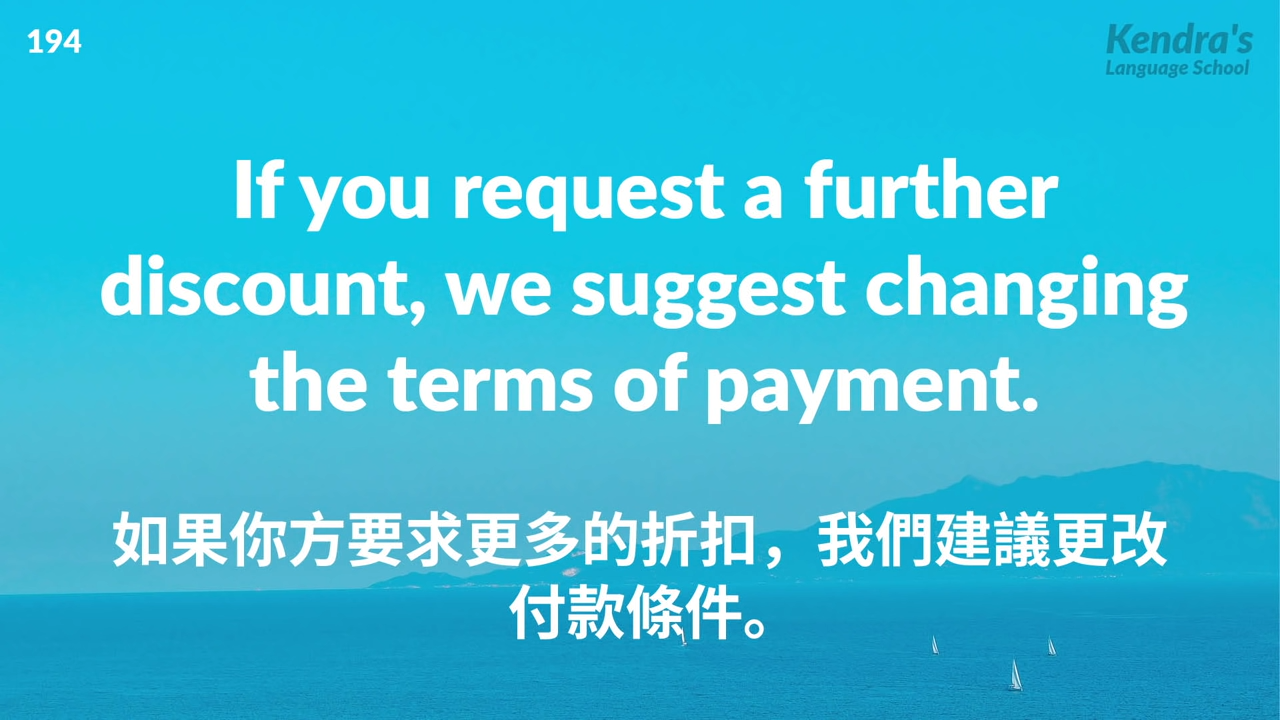 194
Kendra's
Language School
If you request a further
discount, we suggest changing
the terms of payment.
如果你方要求更多的折扣，我們建議更改
付款條件。